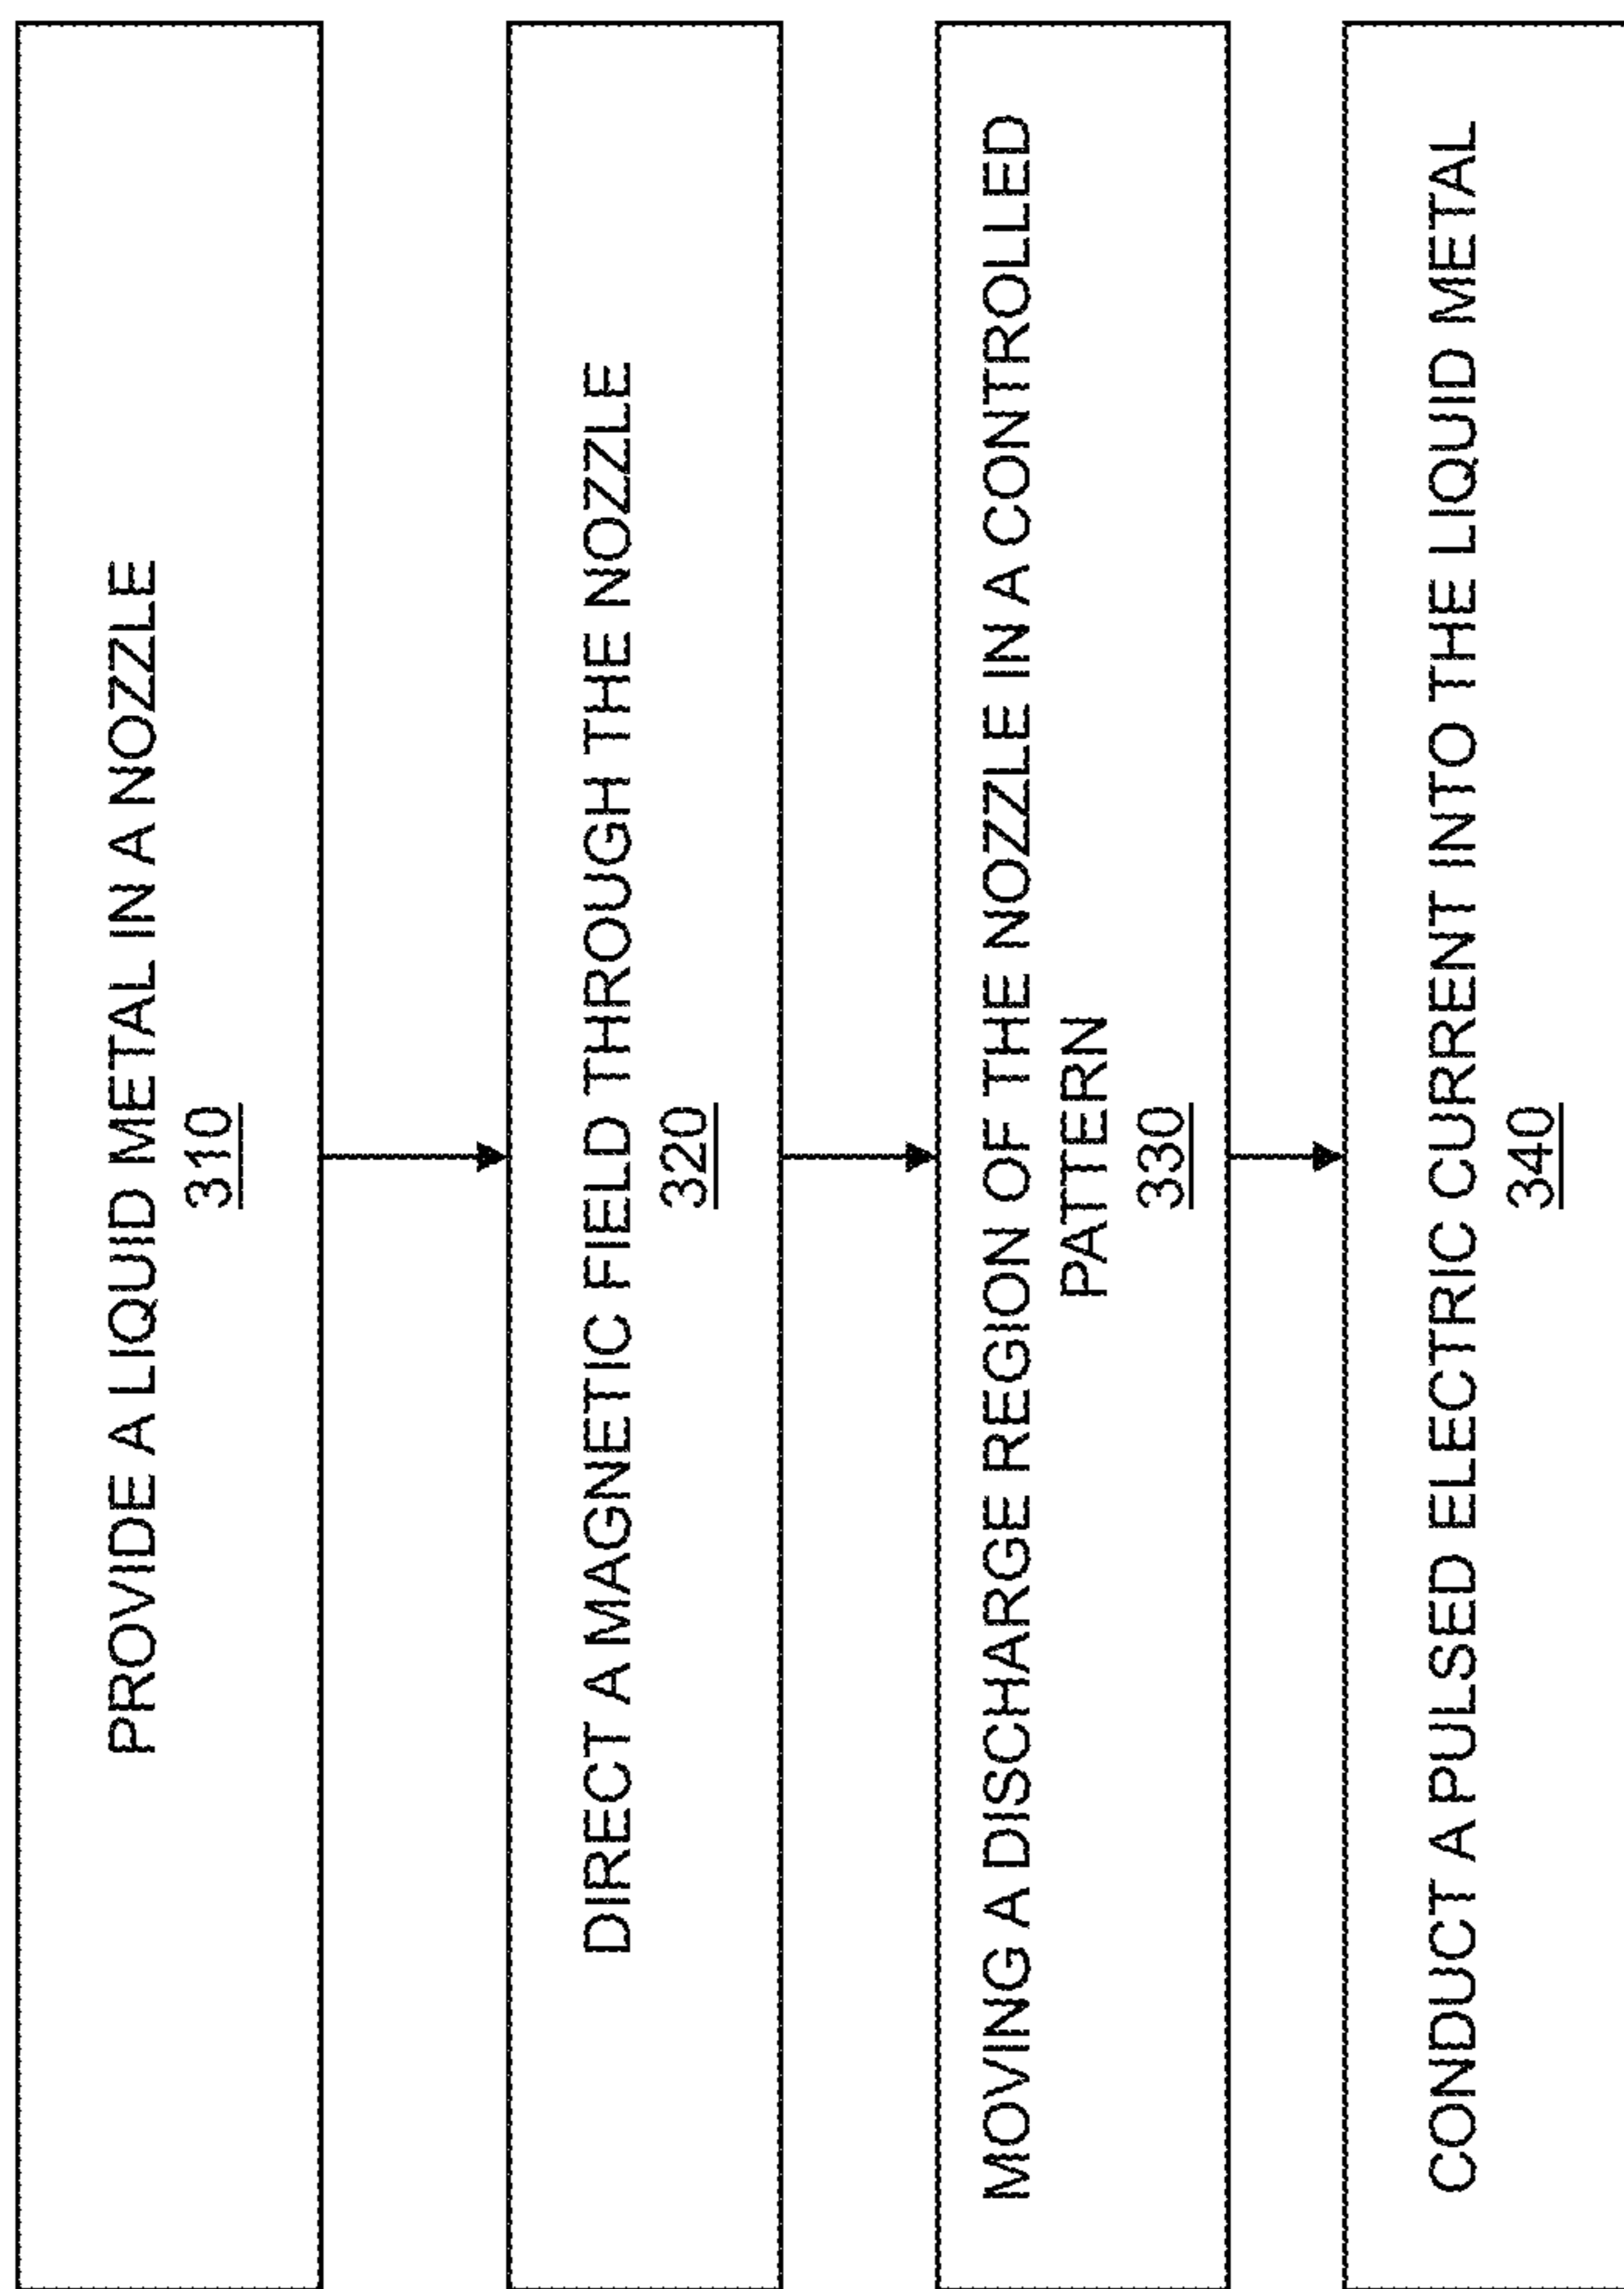 PROVIDE A LIQUID METAL IN A NOZZLE
310
DIRECT A MAGNETIC FIELD THROUGH THE NOZZLE
320
MOVING A DISCHARGE REGION OF THE NOZZLE IN A CONTROLLED
PATTERN
330
CONDUCT A PULSED ELECTRIC CURRENT INTO THE LIQUID METAL
340